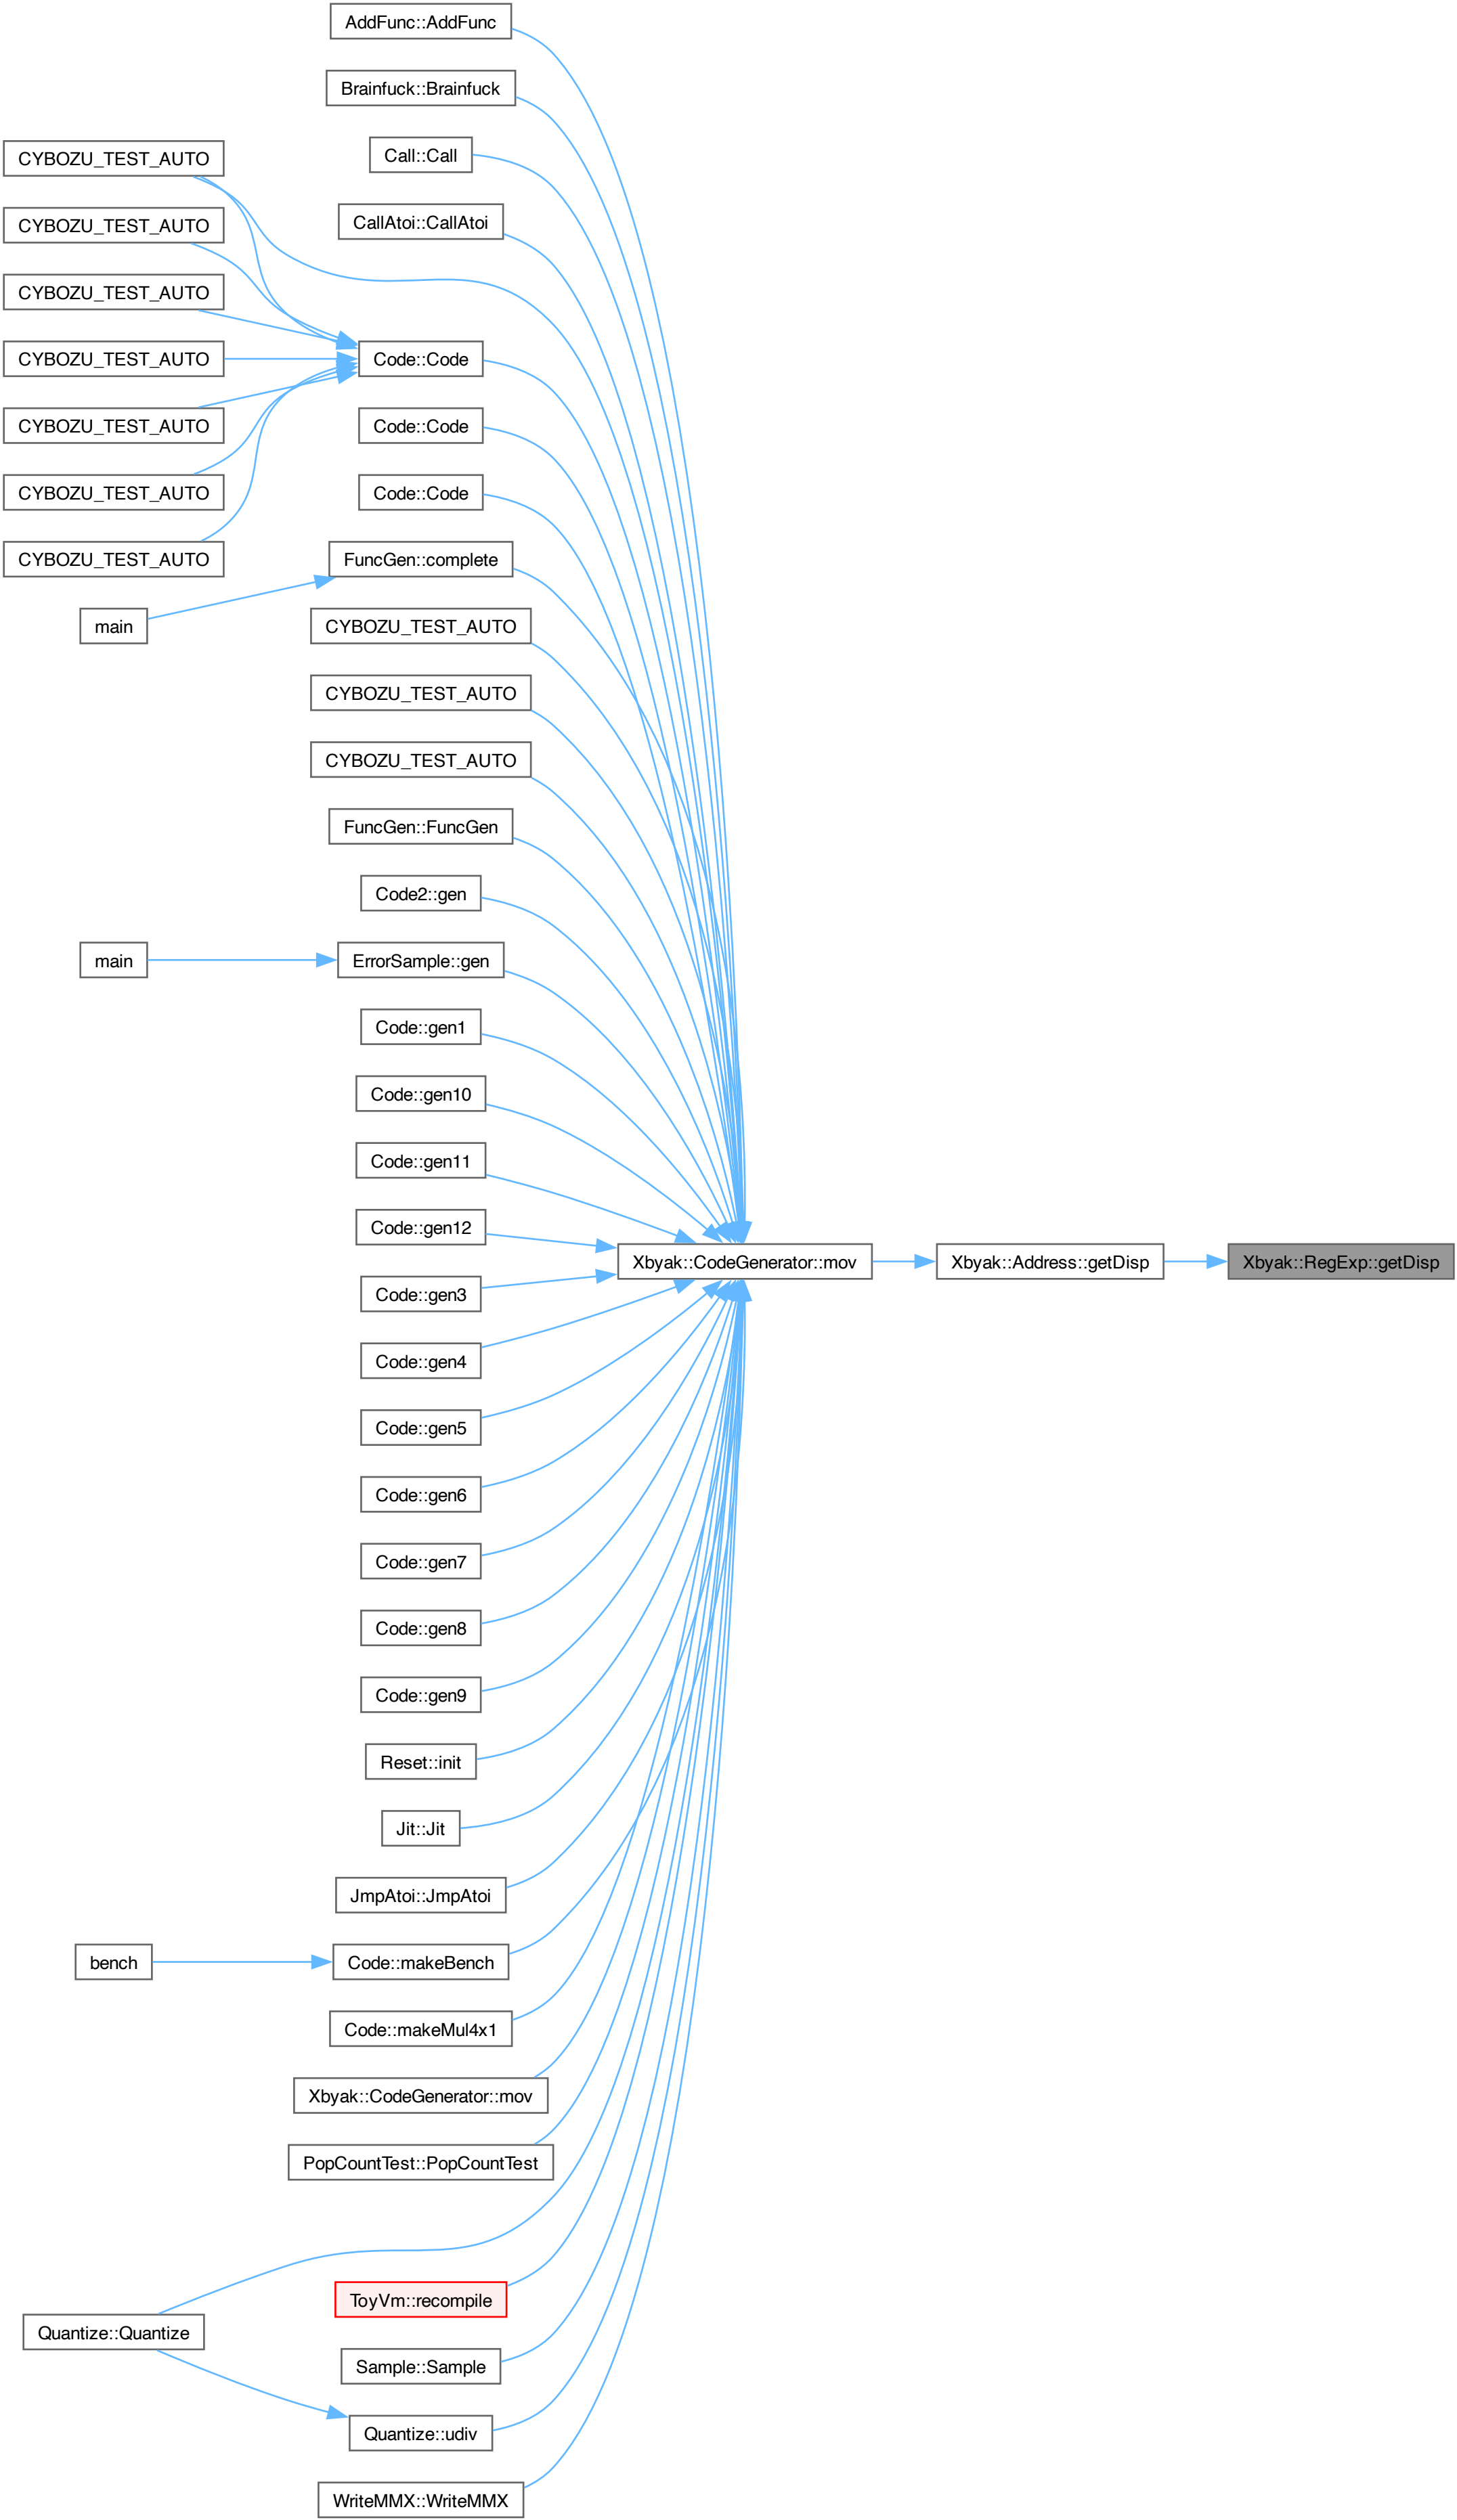 AddFunc::AddFunc
Brainfuck::Brainfuck
Call::Call
CYBOZU_TEST_AUTO
CallAtoi::CallAtoi
CYBOZU_TEST_AUTO
CYBOZU_TEST_AUTO
CYBOZU_TEST_AUTO
Code::Code
CYBOZU_TEST_AUTO
Code::Code
CYBOZU_TEST_AUTO
Code::Code
CYBOZU_TEST_AUTO
FuncGen::complete
main
CYBOZU_TEST_AUTO
CYBOZU_TEST_AUTO
CYBOZU_TEST_AUTO
FuncGen::FuncGen
Code2::gen
main
ErrorSample::gen
Code::gen1
Code::gen10
Code::gen11
Code::gen12
Xbyak::CodeGenerator::mov
Xbyak::Address::getDisp
Xbyak::RegExp::getDisp
Code::gen3
Code::gen4
Code::gen5
Code::gen6
Code::gen7
Code::gen8
Code::gen9
Reset::init
Jit::Jit
JmpAtoi::JmpAtoi
bench
Code::makeBench
Code::makeMul4x1
Xbyak::CodeGenerator::mov
PopCountTest::PopCountTest
ToyVm::recompile
Quantize::Quantize
Sample::Sample
Quantize::udiv
WriteMMX::WriteMMX